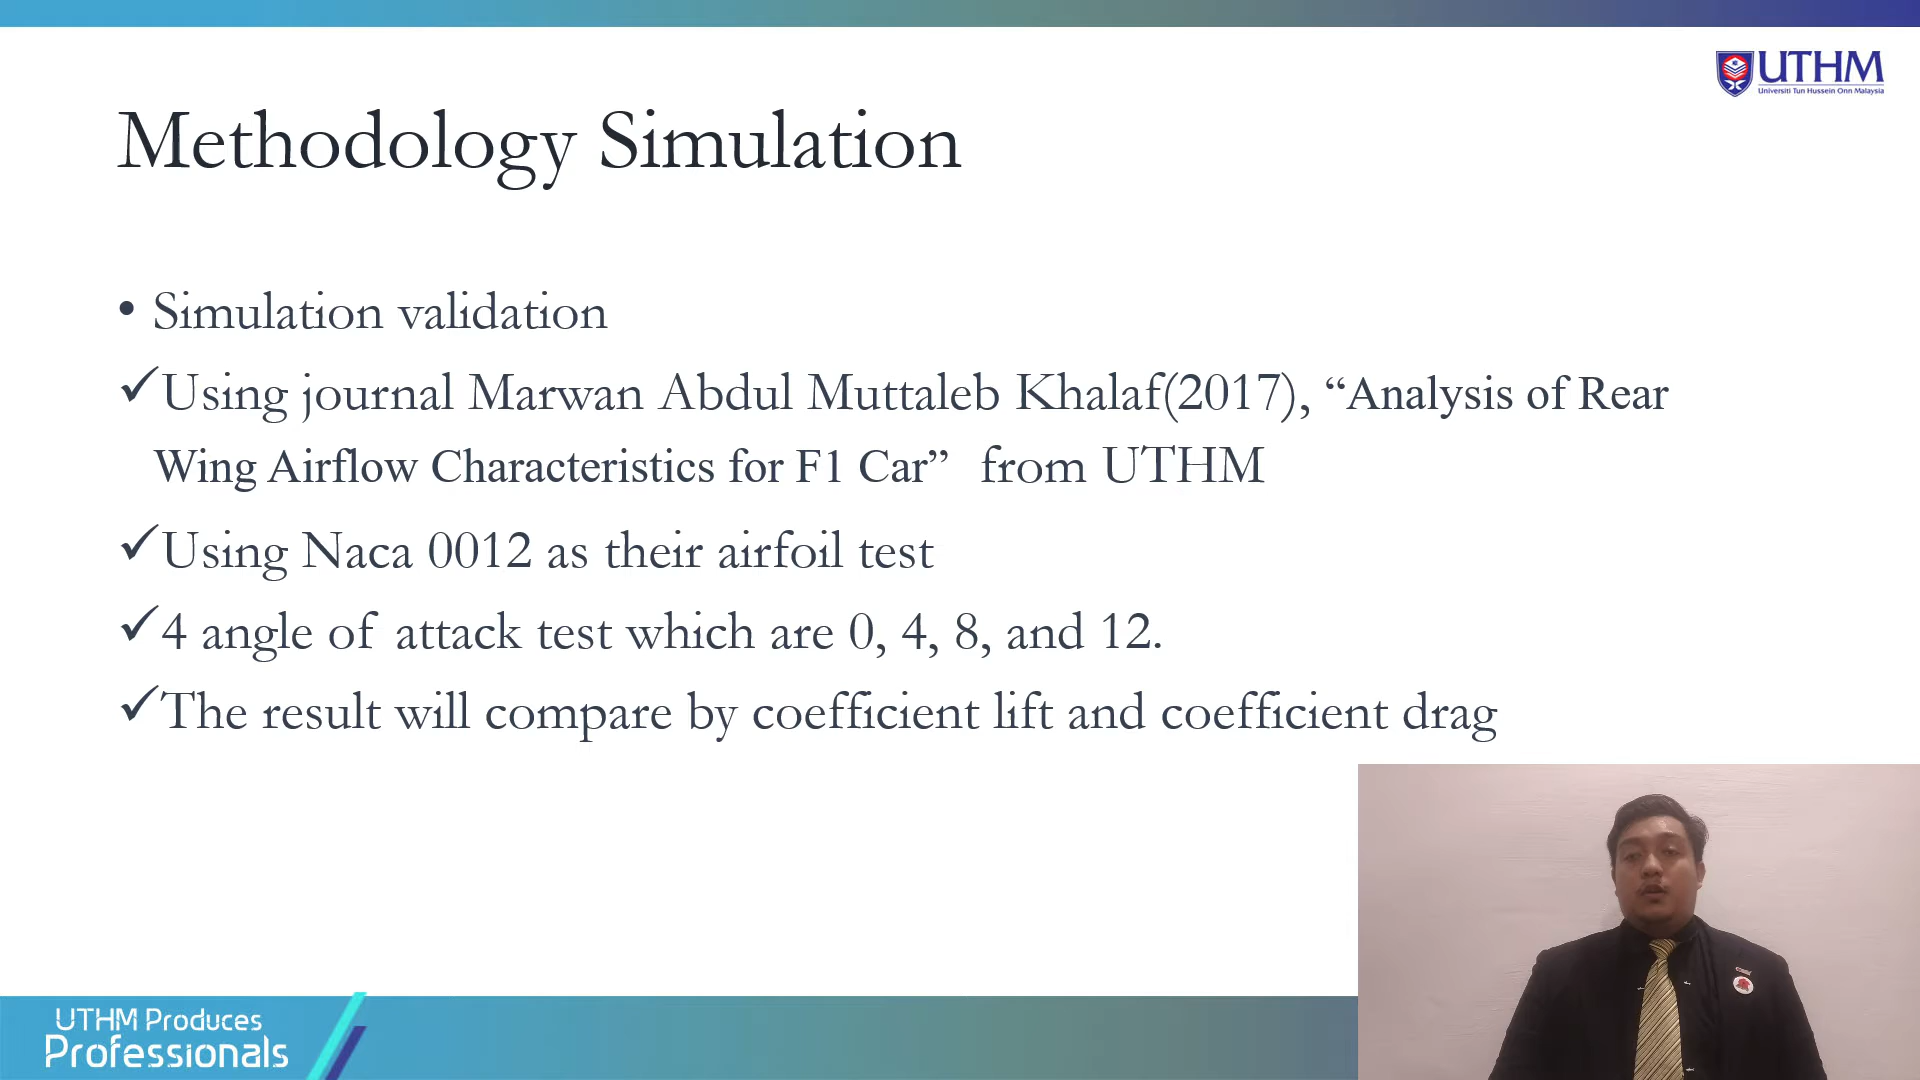 UTHM
Universiti Tun Hussein Onn Malaysia
Methodology Simulation
• Simulation validation
✓Using journal Marwan Abdul Muttaleb Khalaf(2017), “Analysis of Rear
Wing Airflow Characteristics for F1 Car” from UTHM
✓Using Naca 0012 as their airfoil test
✓4 angle of attack test which are 0, 4, 8, and 12.
✓The result will compare by coefficient lift and coefficient drag
UTHM Produces
Professionals